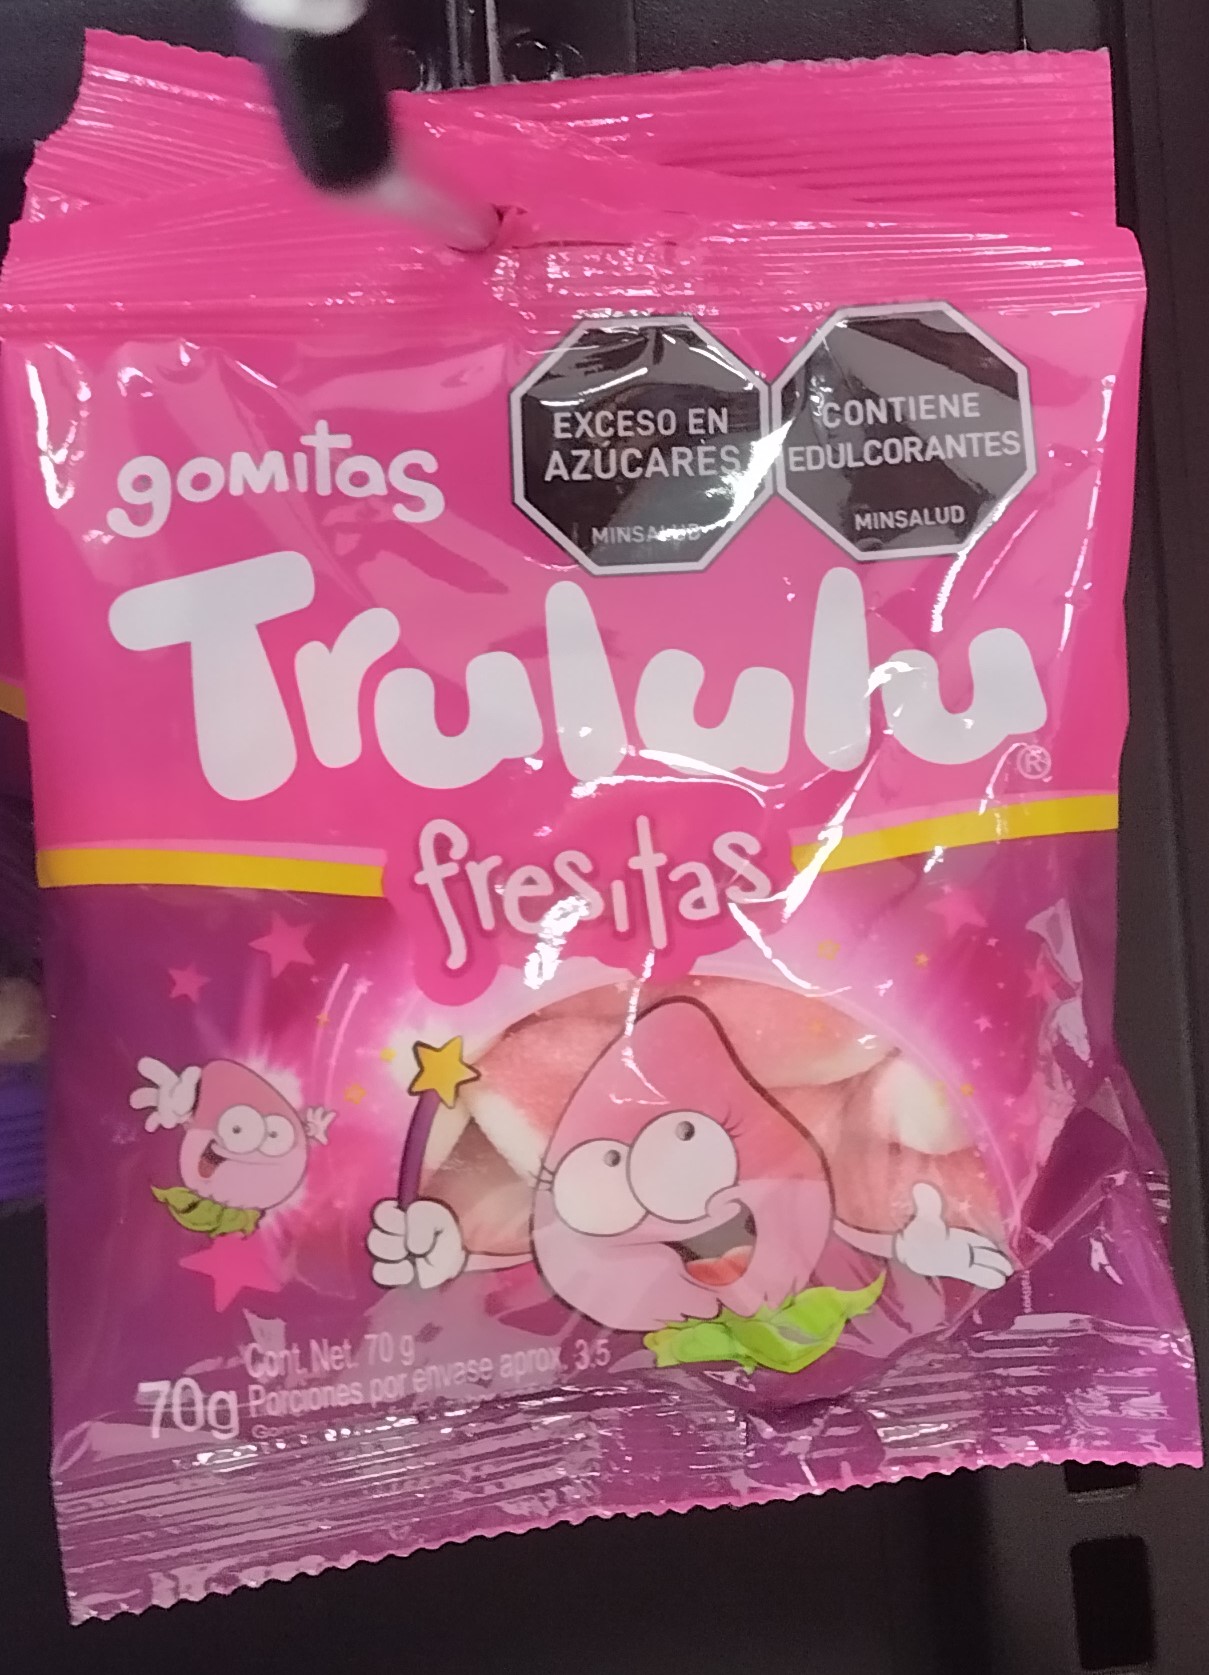 EXCESO EN
AZÚCARES
MINSALUD
CONTIENE
EDULCORANTES
MINSALUD
gomitas
Trululu
®
fresitas
70g
Cont. Net. 70 g
Porciones por envase aprox. 3.5